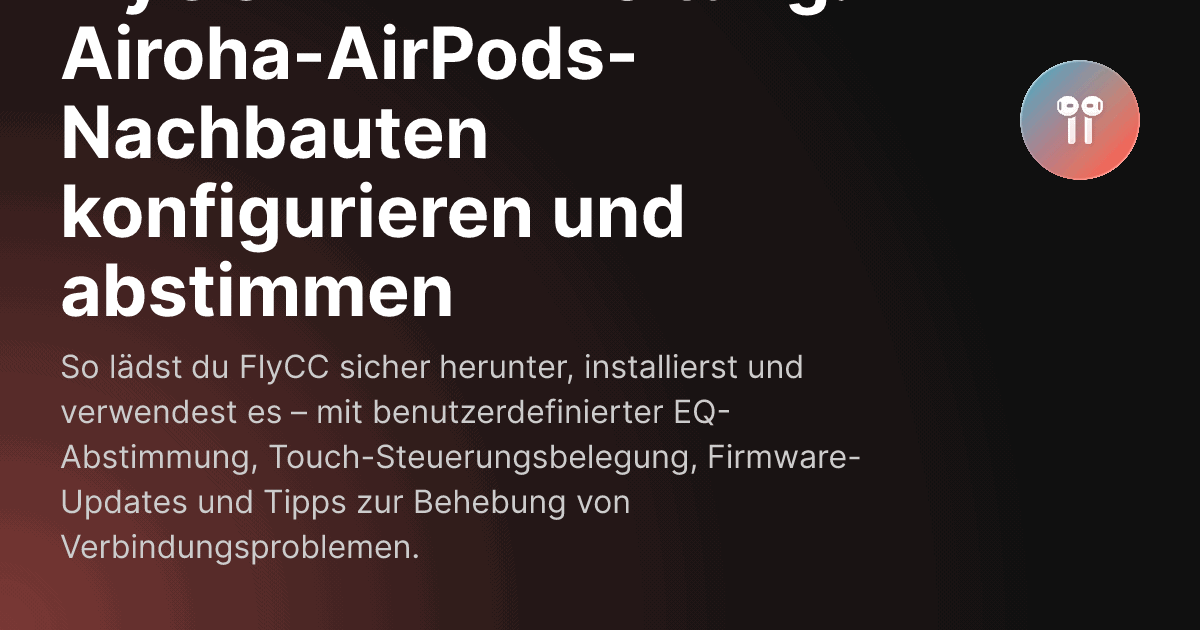 Airoha-AirPods-
Nachbauten
konfigurieren und
abstimmen
So lädst du FlyCC sicher herunter, installierst und
verwendest es – mit benutzerdefinierter EQ-
Abstimmung, Touch-Steuerungsbelegung, Firmware-
Updates und Tipps zur Behebung von
Verbindungsproblemen.